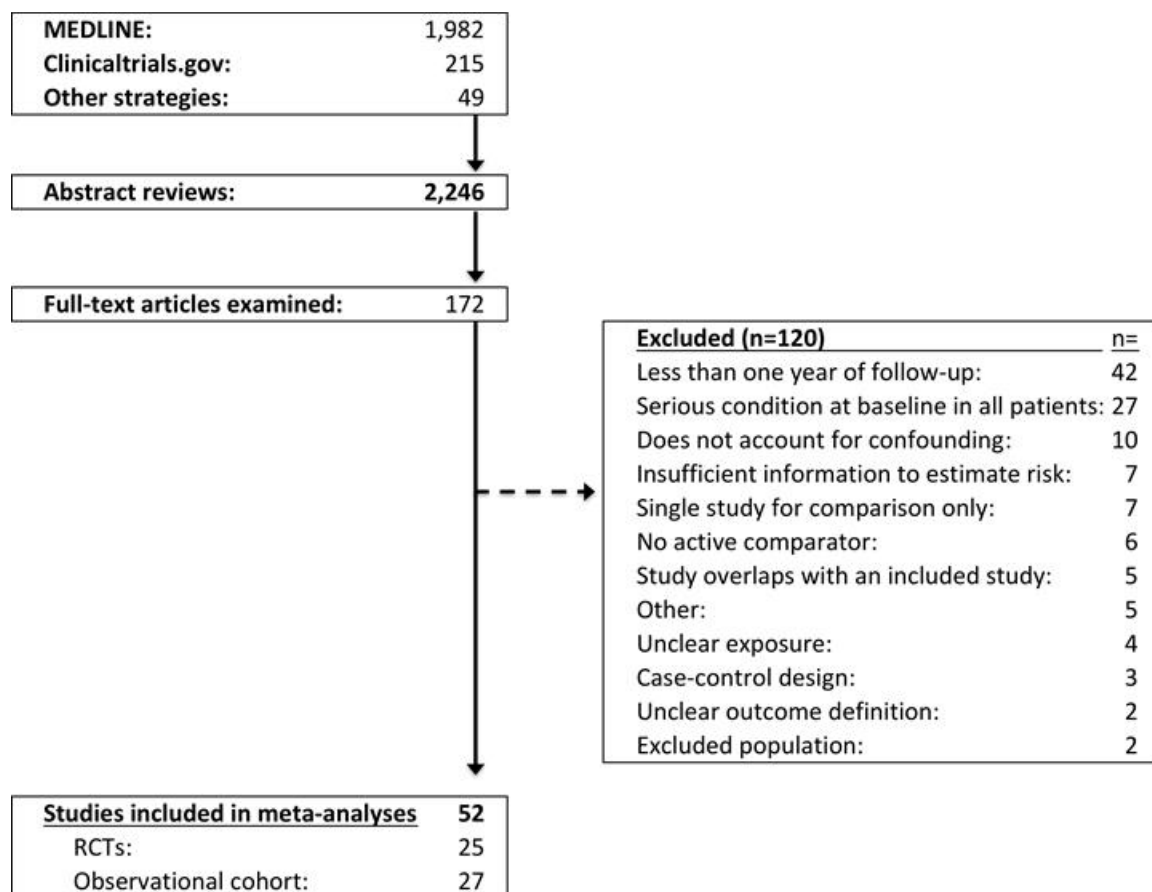 MEDLINE: 1,982
Clinicaltrials.gov: 215
Other strategies: 49
Abstract reviews: 2,246
Full-text articles examined: 172
Excluded (n=120) n=
Less than one year of follow-up: 42
Serious condition at baseline in all patients: 27
Does not account for confounding: 10
Insufficient information to estimate risk: 7
Single study for comparison only: 7
No active comparator: 6
Study overlaps with an included study: 5
Other: 5
Unclear exposure: 4
Case-control design: 3
Unclear outcome definition: 2
Excluded population: 2
Studies included in meta-analyses 52
RCTs: 25
Observational cohort: 27